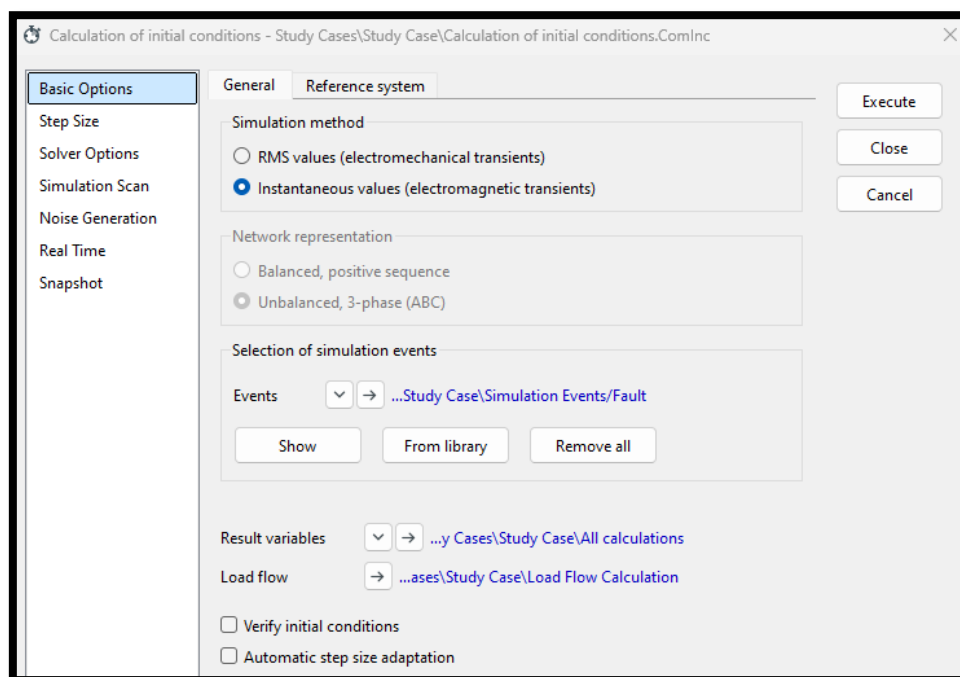 Calculation of initial conditions - Study Cases\Study Case\Calculation of initial conditions.ComInc
Basic Options
Step Size
Solver Options
Simulation Scan
Noise Generation
Real Time
Snapshot
General Reference system
Simulation method
RMS values (electromechanical transients)
Instantaneous values (electromagnetic transients)
Network representation
Balanced, positive sequence
Unbalanced, 3-phase (ABC)
Selection of simulation events
Events ...Study Case\Simulation Events/Fault
Show From library Remove all
Result variables ...y Cases\Study Case\All calculations
Load flow ...ases\Study Case\Load Flow Calculation
Verify initial conditions
Automatic step size adaptation
Execute
Close
Cancel